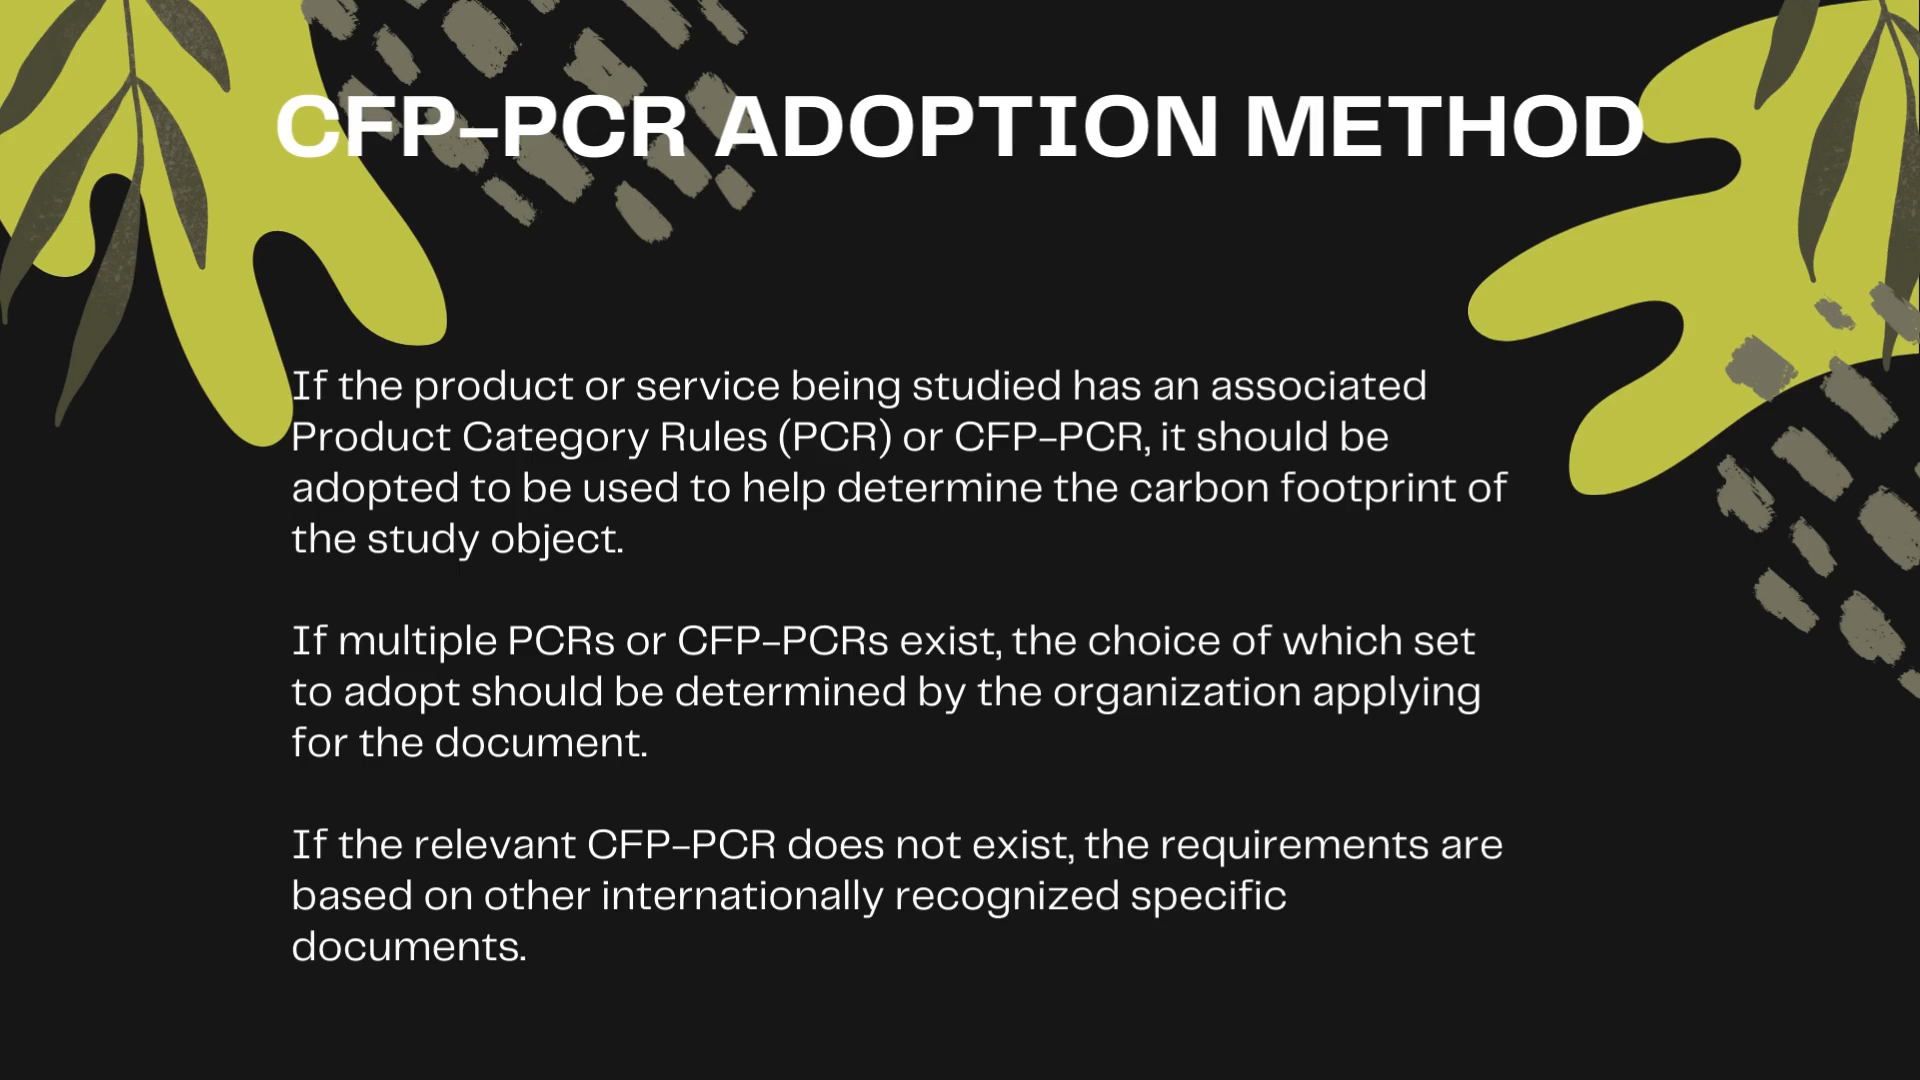 CFP-PCR ADOPTION METHOD
If the product or service being studied has an associated
Product Category Rules (PCR) or CFP-PCR, it should be
adopted to be used to help determine the carbon footprint of
the study object.
If multiple PCRs or CFP-PCRs exist, the choice of which set
to adopt should be determined by the organization applying
for the document.
If the relevant CFP-PCR does not exist, the requirements are
based on other internationally recognized specific
documents.